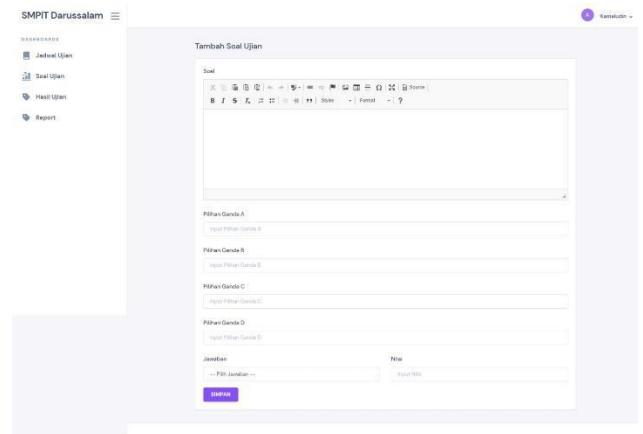 SMPIT Darussalam
Kamaludin
DASHBOARDS
Jadwal Ujian
Soal Ujian
Hasil Ujian
Report
Tambah Soal Ujian
Soal
Source
B I S Styles Format ?
Pilihan Ganda A
Input Pilihan Ganda A
Pilihan Ganda B
Input Pilihan Ganda B
Pilihan Ganda C
Input Pilihan Ganda C
Pilihan Ganda D
Input Pilihan Ganda D
Jawaban Nilai
-- Pilih Jawaban -- Input Nilai
SIMPAN